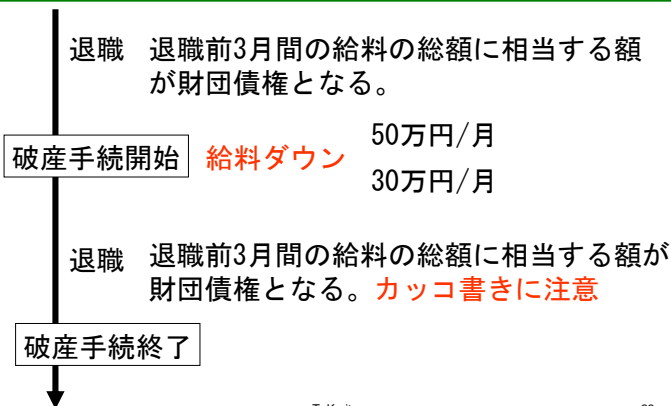 退職 退職前3月間の給料の総額に相当する額
が財団債権となる。
破産手続開始 給料ダウン 50万円/月
30万円/月
退職 退職前3月間の給料の総額に相当する額が
財団債権となる。カッコ書きに注意
破産手続終了